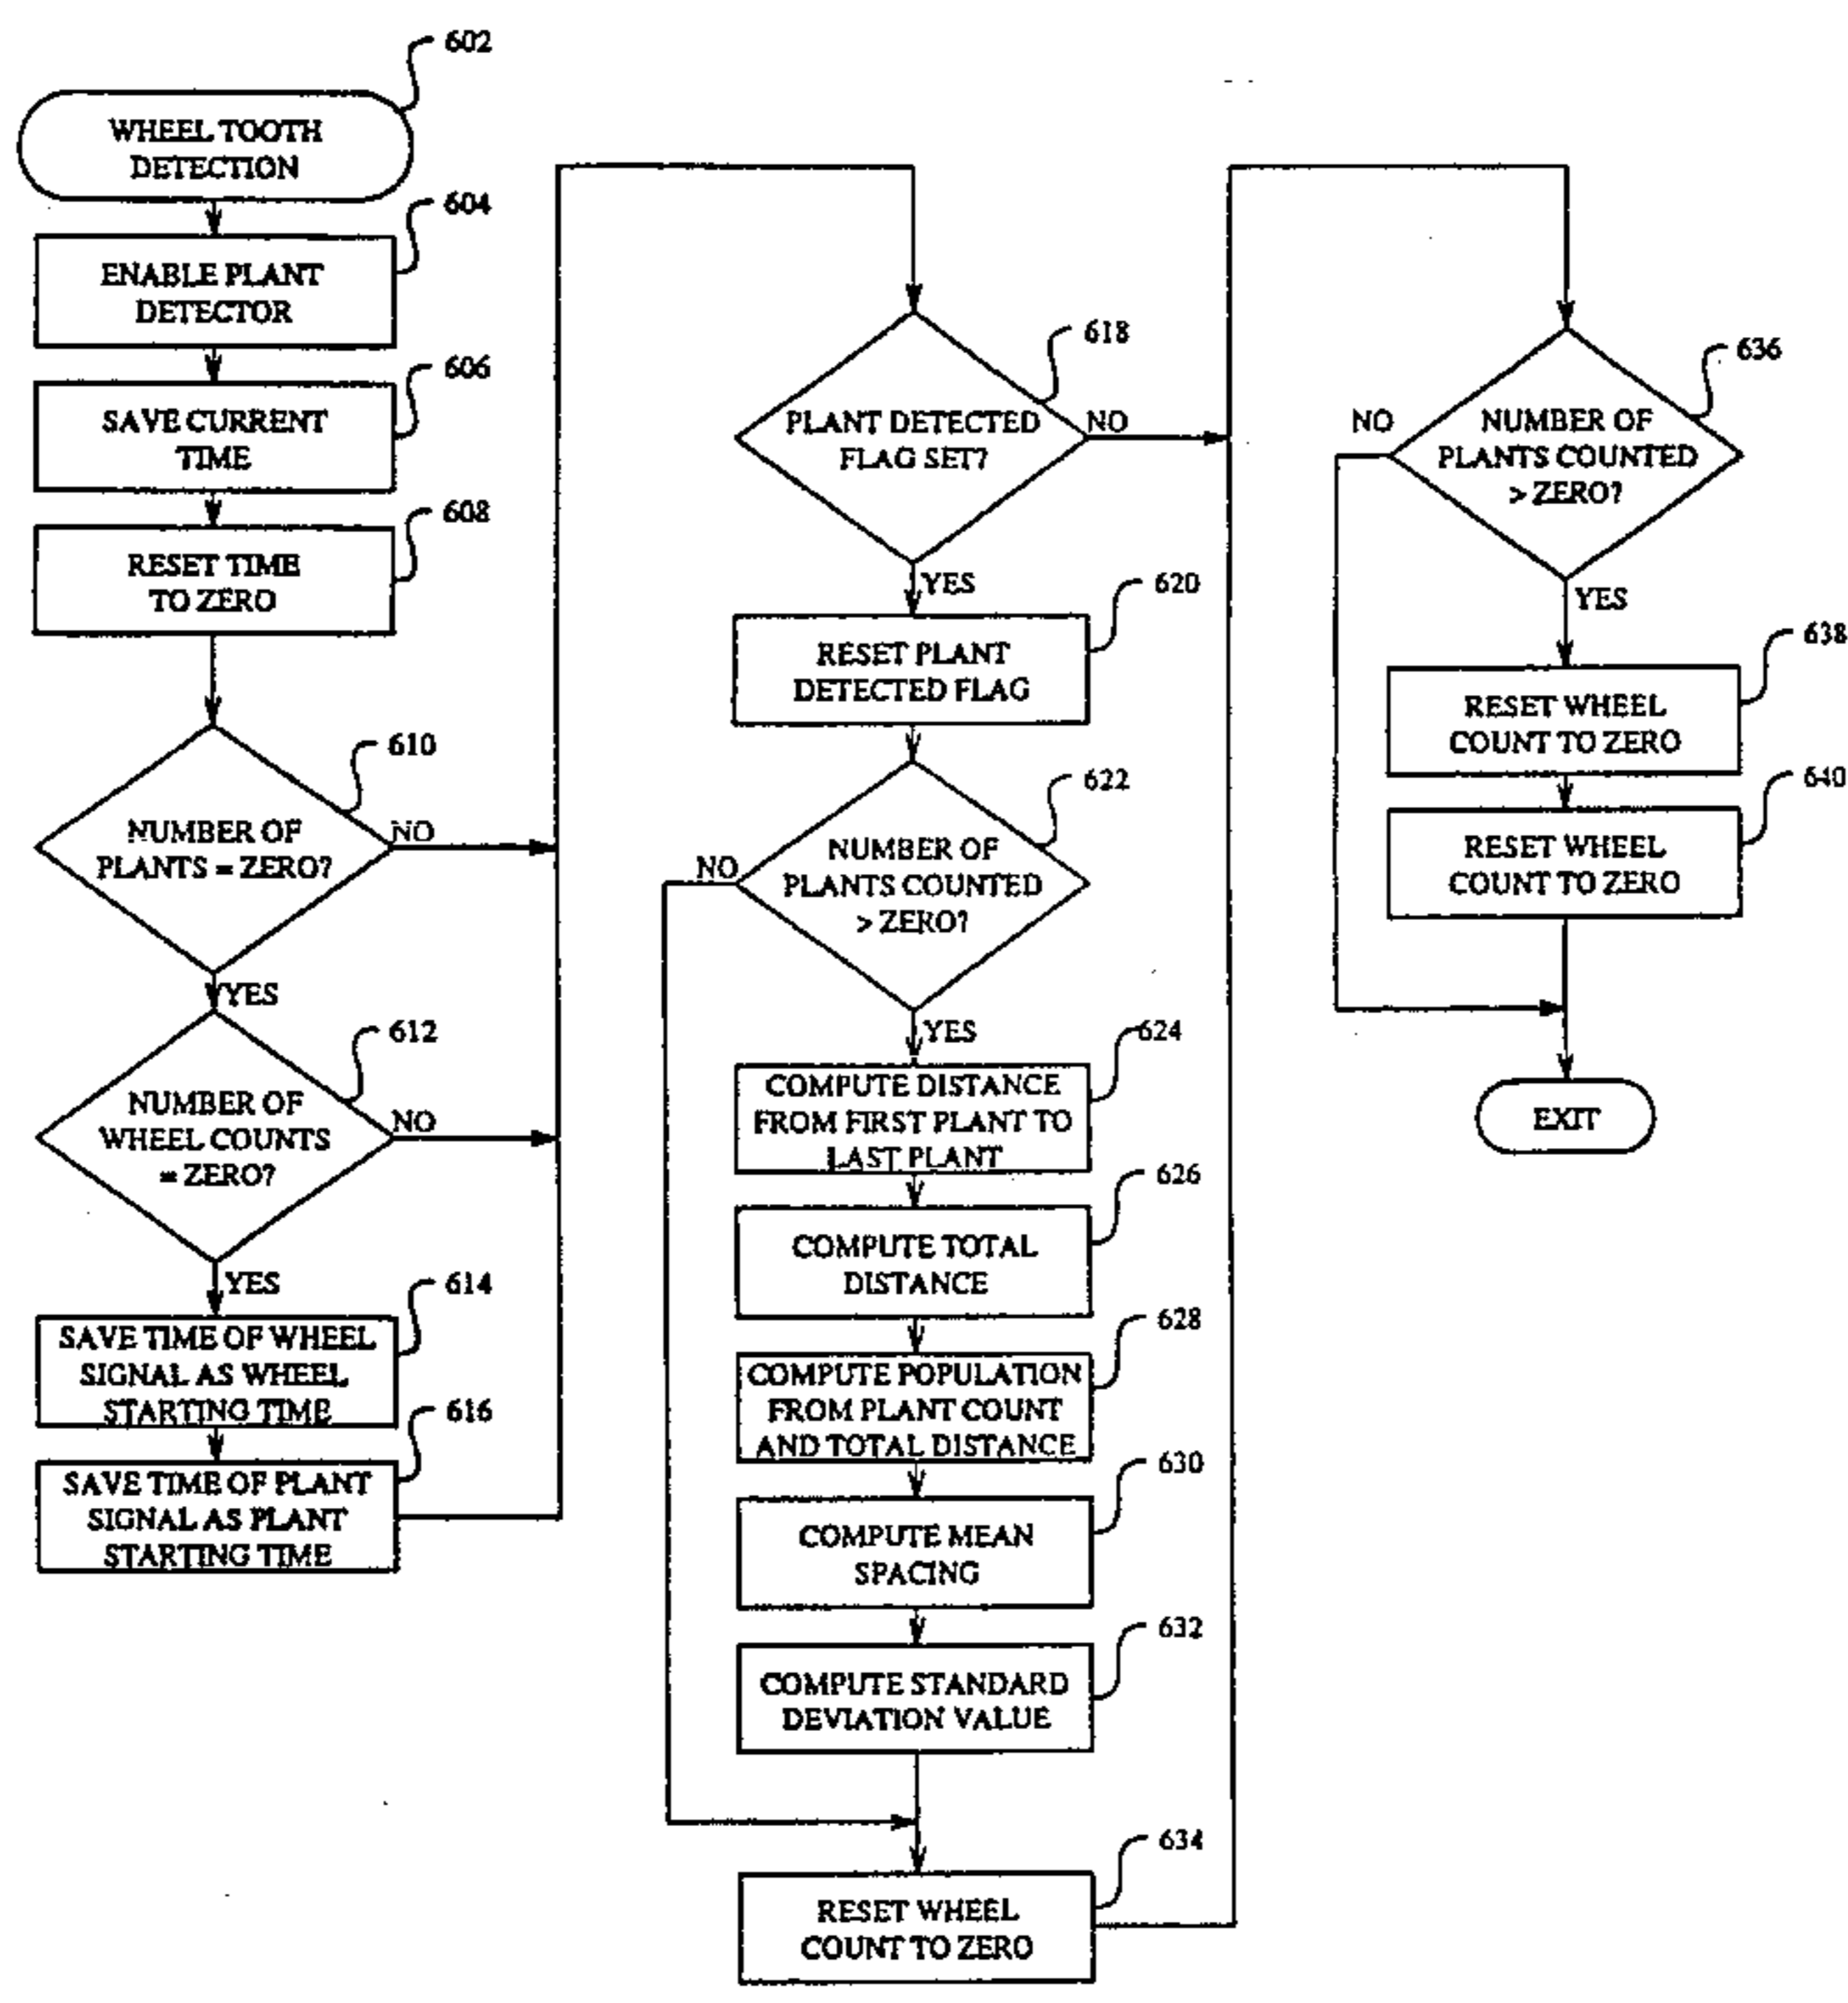 602
WHEEL TOOTH
DETECTION
604
ENABLE PLANT
DETECTOR
606
SAVE CURRENT
TIME
608
RESET TIME
TO ZERO
610
NUMBER OF
PLANTS = ZERO?
NO
YES
612
NUMBER OF
WHEEL COUNTS
= ZERO?
NO
YES
614
SAVE TIME OF WHEEL
SIGNAL AS WHEEL
STARTING TIME
616
SAVE TIME OF PLANT
SIGNAL AS PLANT
STARTING TIME
618
PLANT DETECTED
FLAG SET?
NO
YES
620
RESET PLANT
DETECTED FLAG
622
NUMBER OF
PLANTS COUNTED
> ZERO?
NO
YES
624
COMPUTE DISTANCE
FROM FIRST PLANT TO
LAST PLANT
626
COMPUTE TOTAL
DISTANCE
628
COMPUTE POPULATION
FROM PLANT COUNT
AND TOTAL DISTANCE
630
COMPUTE MEAN
SPACING
632
COMPUTE STANDARD
DEVIATION VALUE
634
RESET WHEEL
COUNT TO ZERO
636
NUMBER OF
PLANTS COUNTED
> ZERO?
NO
YES
638
RESET WHEEL
COUNT TO ZERO
640
RESET WHEEL
COUNT TO ZERO
EXIT